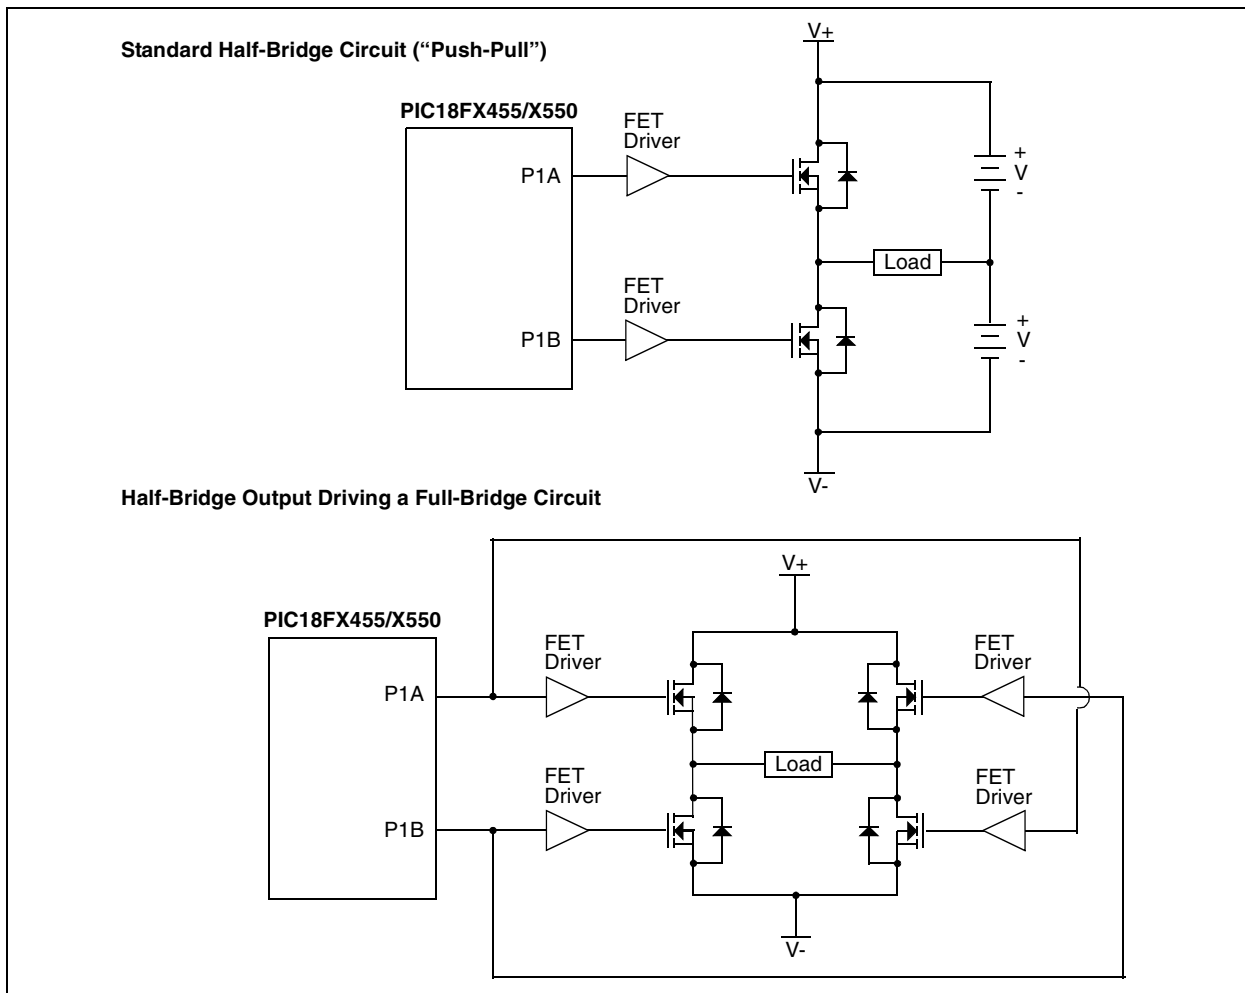 Standard Half-Bridge Circuit (“Push-Pull”)
V+
PIC18FX455/X550
FET
Driver
P1A
+
V
-
Load
FET
Driver
P1B
+
V
-
V-
Half-Bridge Output Driving a Full-Bridge Circuit
V+
PIC18FX455/X550
FET
Driver
FET
Driver
P1A
Load
FET
Driver
FET
Driver
P1B
V-